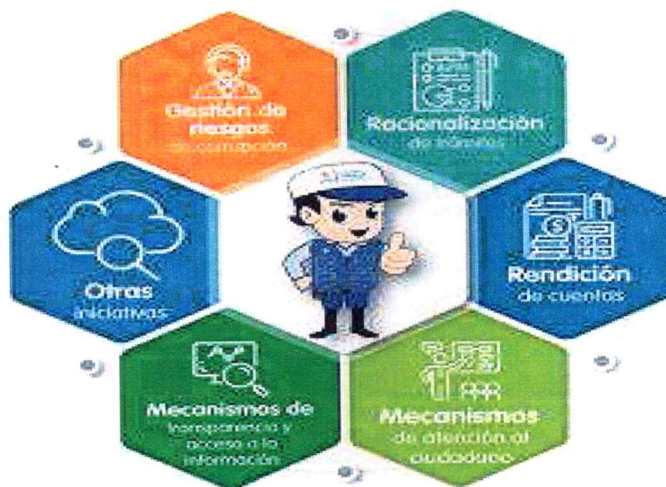 Gestión de
riesgos
de corrupción
Racionalización
de trámites
Otras
iniciativas
Rendición
de cuentas
Mecanismos de
transparencia y
acceso a la
información
Mecanismos
de atención al
ciudadano